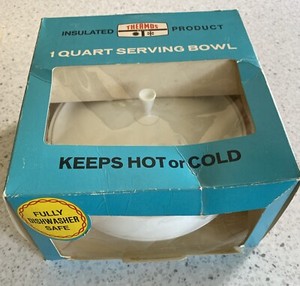 INSULATED THERMOS PRODUCT
1 QUART SERVING BOWL
KEEPS HOT or COLD
FULLY
DISHWASHER
SAFE